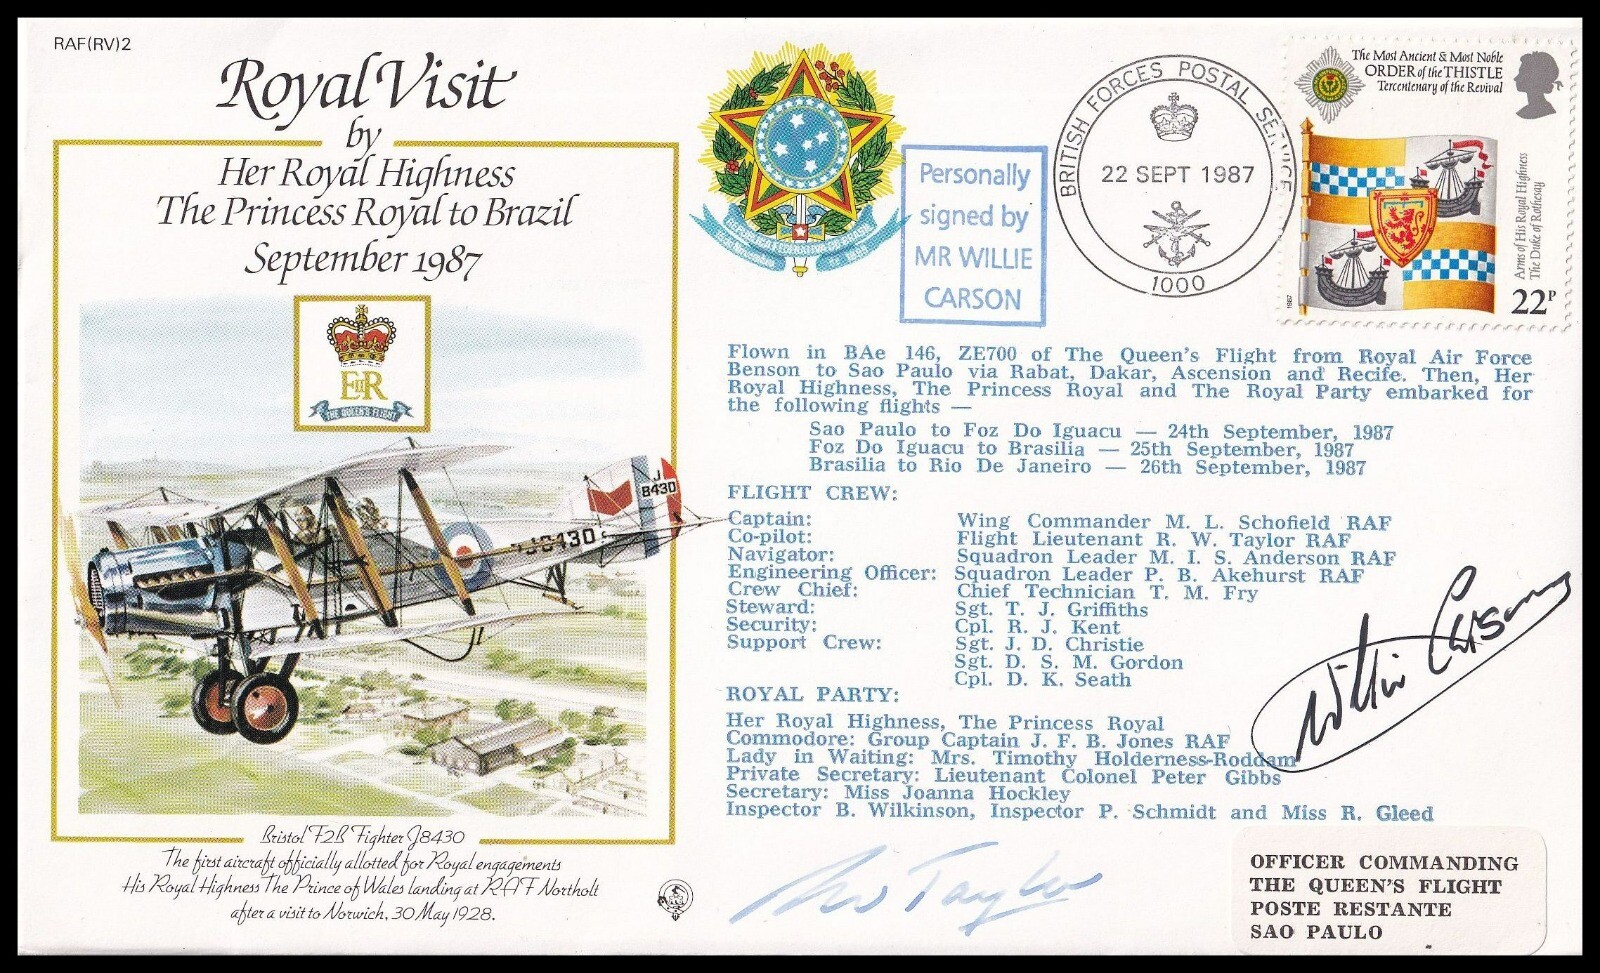 RAF(RV)2
Royal Visit
by
Her Royal Highness
The Princess Royal to Brazil
September 1987
EIIR
THE QUEEN'S FLIGHT
J
8430
J8430
Bristol F2B Fighter J8430
The first aircraft officially allotted for Royal engagements
His Royal Highness The Prince of Wales landing at RAF Northolt
after a visit to Norwich, 30 May 1928.
Personally
signed by
MR WILLIE
CARSON
BRITISH FORCES POSTAL SERVICE
22 SEPT 1987
1000
The Most Ancient & Most Noble
ORDER of the THISTLE
Tercentenary of the Revival
Arms of His Royal Highness
The Duke of Rothesay
1987
22P
Flown in BAe 146, ZE700 of The Queen's Flight from Royal Air Force
Benson to Sao Paulo via Rabat, Dakar, Ascension and Recife. Then, Her
Royal Highness, The Princess Royal and The Royal Party embarked for
the following flights —
Sao Paulo to Foz Do Iguacu — 24th September, 1987
Foz Do Iguacu to Brasilia — 25th September, 1987
Brasilia to Rio De Janeiro — 26th September, 1987
FLIGHT CREW:
Captain: Wing Commander M. L. Schofield RAF
Co-pilot: Flight Lieutenant R. W. Taylor RAF
Navigator: Squadron Leader M. I. S. Anderson RAF
Engineering Officer: Squadron Leader P. B. Akehurst RAF
Crew Chief: Chief Technician T. M. Fry
Steward: Sgt. T. J. Griffiths
Security: Cpl. R. J. Kent
Support Crew: Sgt. J. D. Christie
Sgt. D. S. M. Gordon
Cpl. D. K. Seath
ROYAL PARTY:
Her Royal Highness, The Princess Royal
Commodore: Group Captain J. F. B. Jones RAF
Lady in Waiting: Mrs. Timothy Holderness-Roddam
Private Secretary: Lieutenant Colonel Peter Gibbs
Secretary: Miss Joanna Hockley
Inspector B. Wilkinson, Inspector P. Schmidt and Miss R. Gleed
Willie Carson
Taylor
OFFICER COMMANDING
THE QUEEN'S FLIGHT
POSTE RESTANTE
SAO PAULO